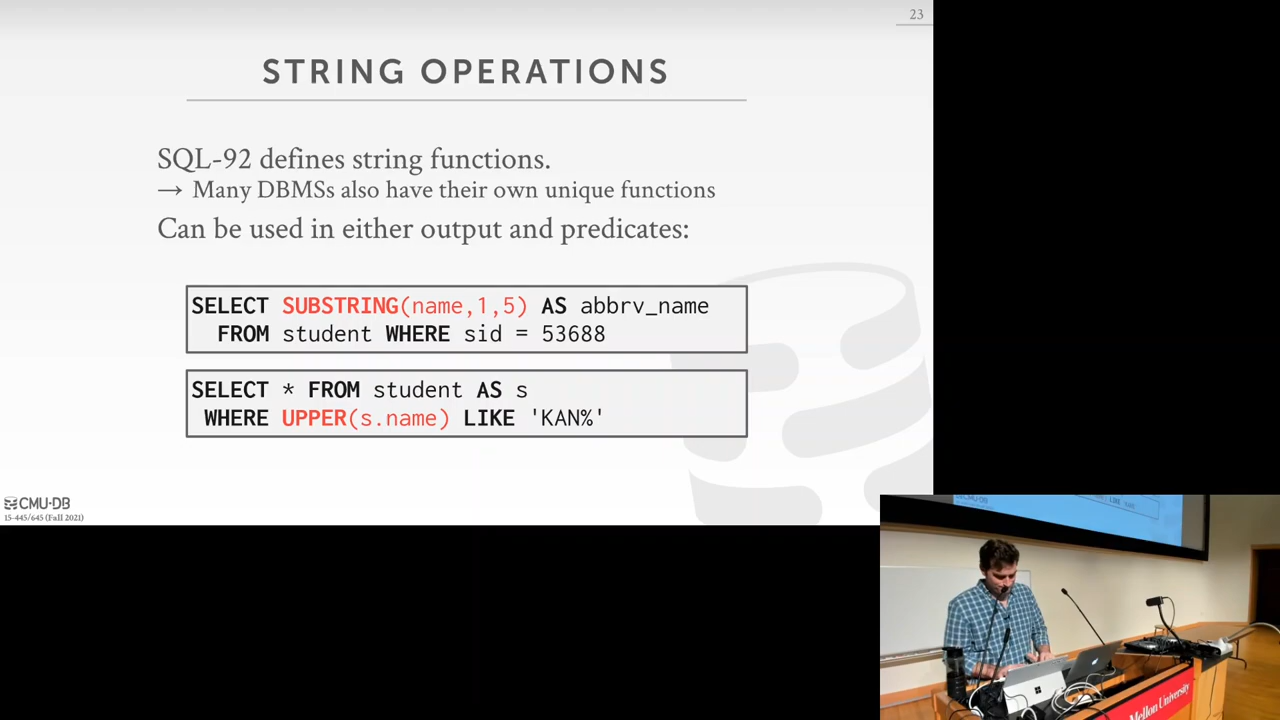 23
STRING OPERATIONS
SQL-92 defines string functions.
→ Many DBMSs also have their own unique functions
Can be used in either output and predicates:
SELECT SUBSTRING(name,1,5) AS abbrv_name
FROM student WHERE sid = 53688
SELECT * FROM student AS s
WHERE UPPER(s.name) LIKE 'KAN%'
CMU·DB
15-445/645 (Fall 2021)
Mellon University